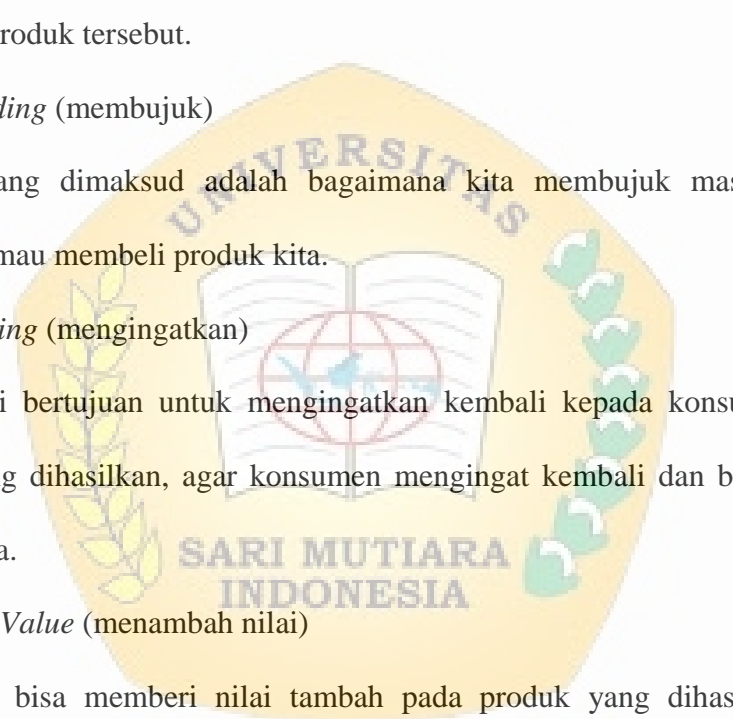 roduk tersebut.
ding (membujuk)
UNIVERSITAS
ang dimaksud adalah bagaimana kita membujuk mas
mau membeli produk kita.
ing (mengingatkan)
i bertujuan untuk mengingatkan kembali kepada konsu
g dihasilkan, agar konsumen mengingat kembali dan b
a.
SARI MUTIARA
INDONESIA
Value (menambah nilai)
bisa memberi nilai tambah pada produk yang dihas